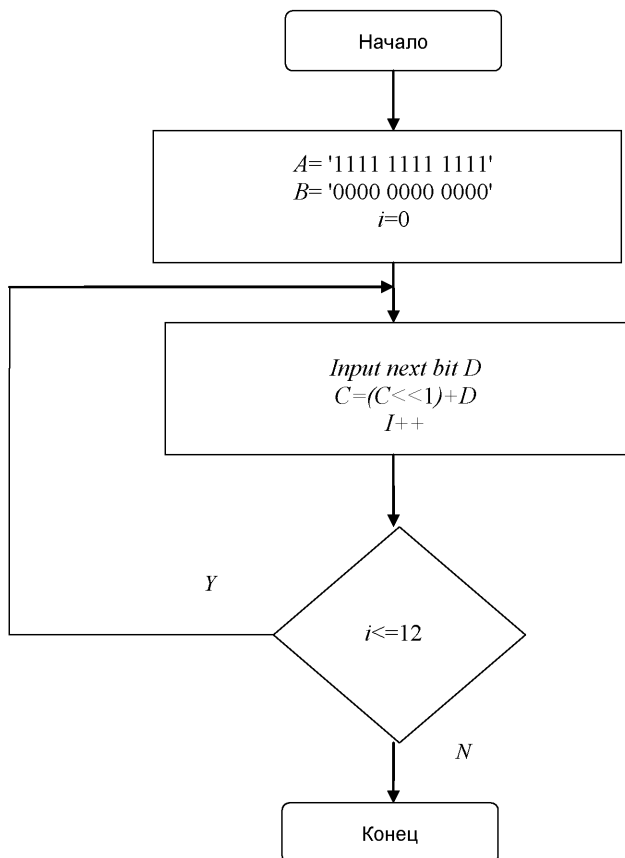 Начало
A= '1111 1111 1111'
B= '0000 0000 0000'
i=0
Input next bit D
C=(C<<1)+D
I++
Y
i<=12
N
Конец